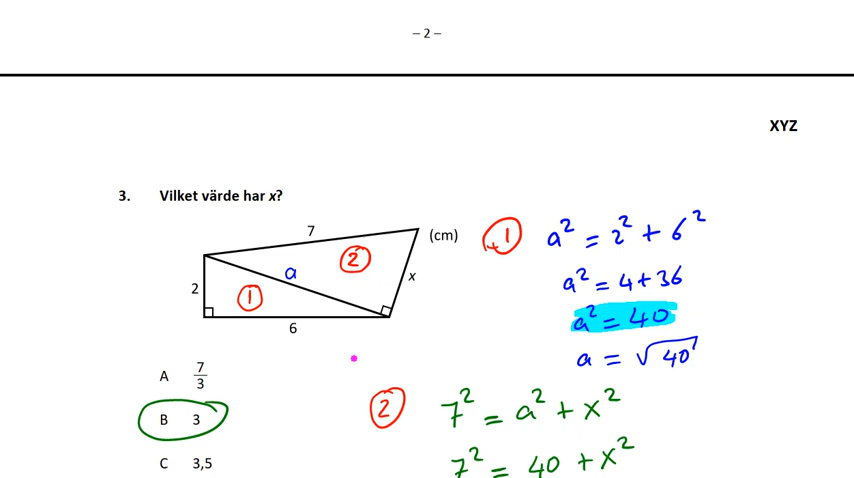 – 2 –
XYZ
3. Vilket värde har x?
7
(cm)
2
a
x
1
2
6
1
a² = 2² + 6²
a² = 4 + 36
a² = 40
a = √40
A 7/3
B 3
C 3,5
2
7² = a² + x²
7² = 40 + x²